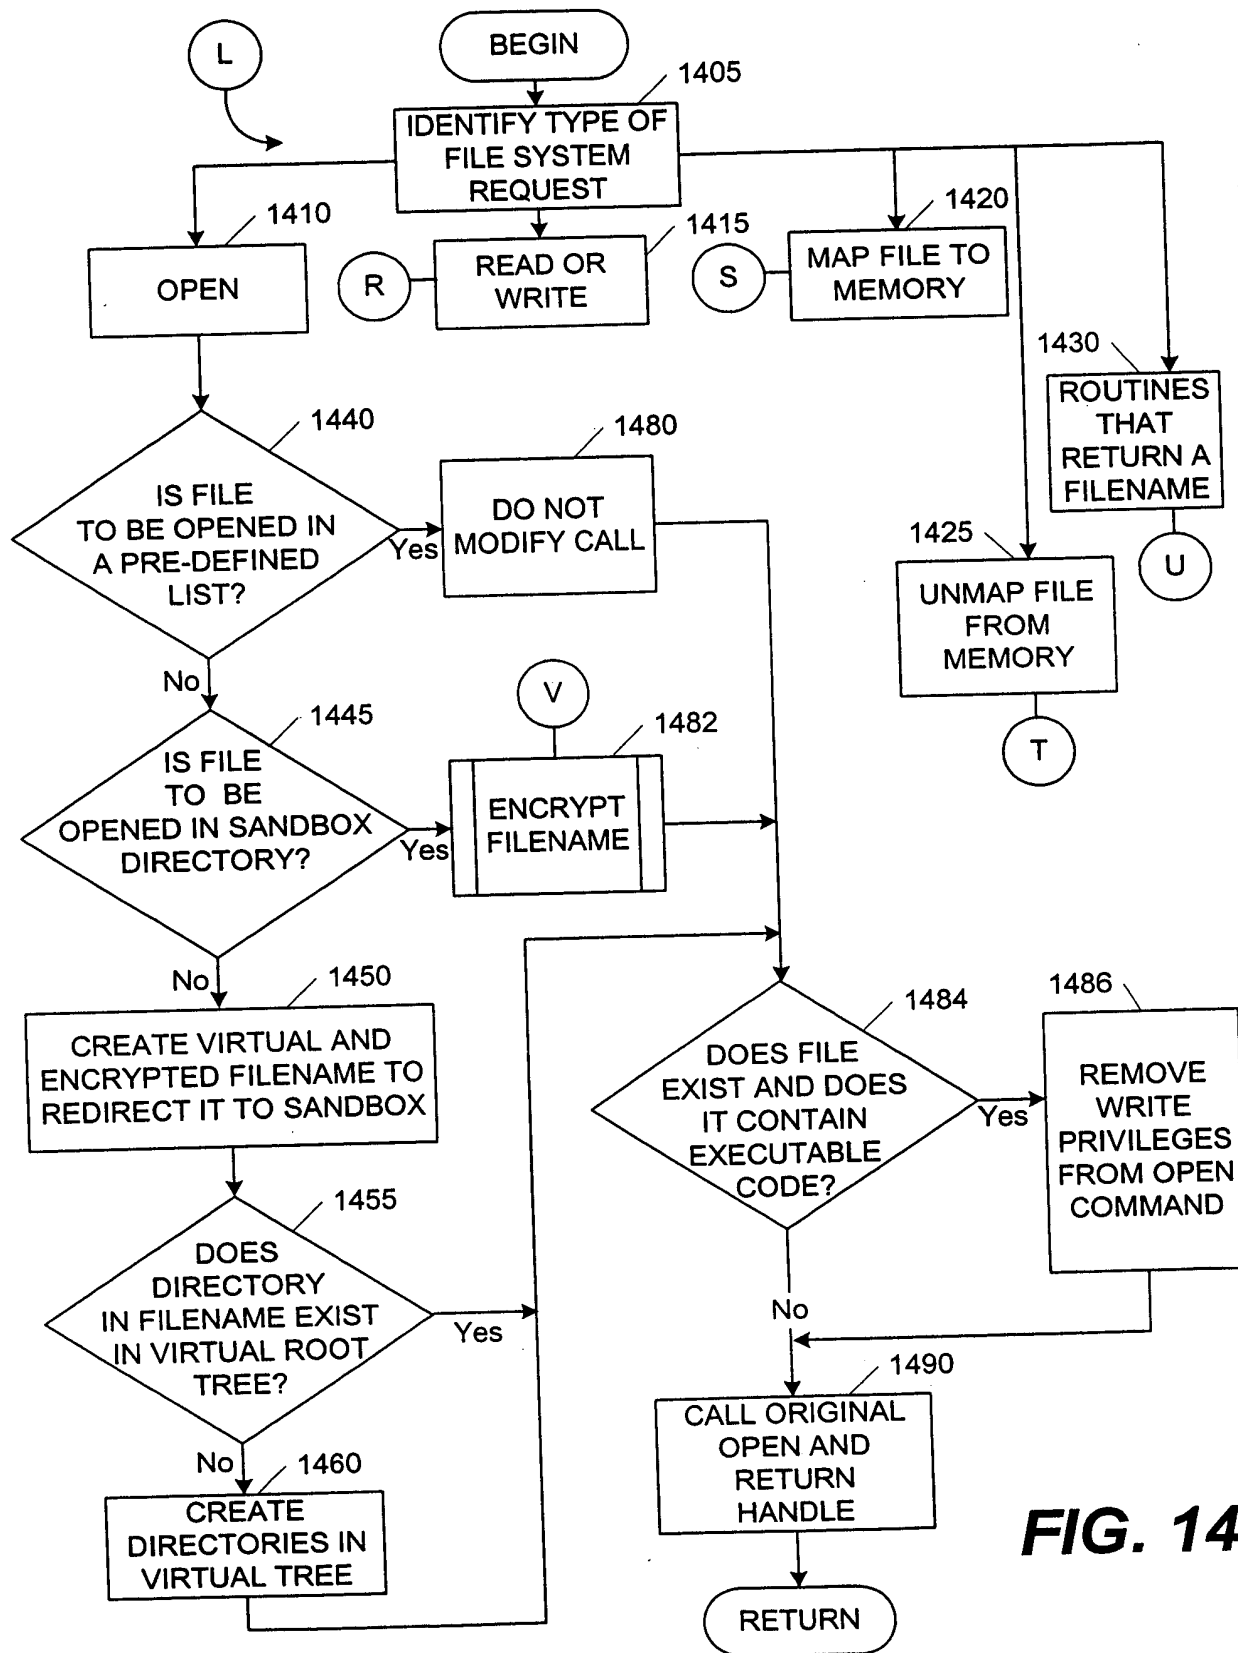 L
BEGIN
1405
IDENTIFY TYPE OF
FILE SYSTEM
REQUEST
1410
OPEN
1415
R
READ OR
WRITE
1420
S
MAP FILE TO
MEMORY
1430
ROUTINES
THAT
RETURN A
FILENAME
U
1425
UNMAP FILE
FROM
MEMORY
T
1440
IS FILE
TO BE OPENED IN
A PRE-DEFINED
LIST?
Yes
1480
DO NOT
MODIFY CALL
No
1445
IS FILE
TO BE
OPENED IN SANDBOX
DIRECTORY?
Yes
V
1482
ENCRYPT
FILENAME
No
1450
CREATE VIRTUAL AND
ENCRYPTED FILENAME TO
REDIRECT IT TO SANDBOX
1455
DOES
DIRECTORY
IN FILENAME EXIST
IN VIRTUAL ROOT
TREE?
Yes
No
1460
CREATE
DIRECTORIES IN
VIRTUAL TREE
1484
DOES FILE
EXIST AND DOES
IT CONTAIN
EXECUTABLE
CODE?
Yes
1486
REMOVE
WRITE
PRIVILEGES
FROM OPEN
COMMAND
No
1490
CALL ORIGINAL
OPEN AND
RETURN
HANDLE
RETURN
FIG. 14